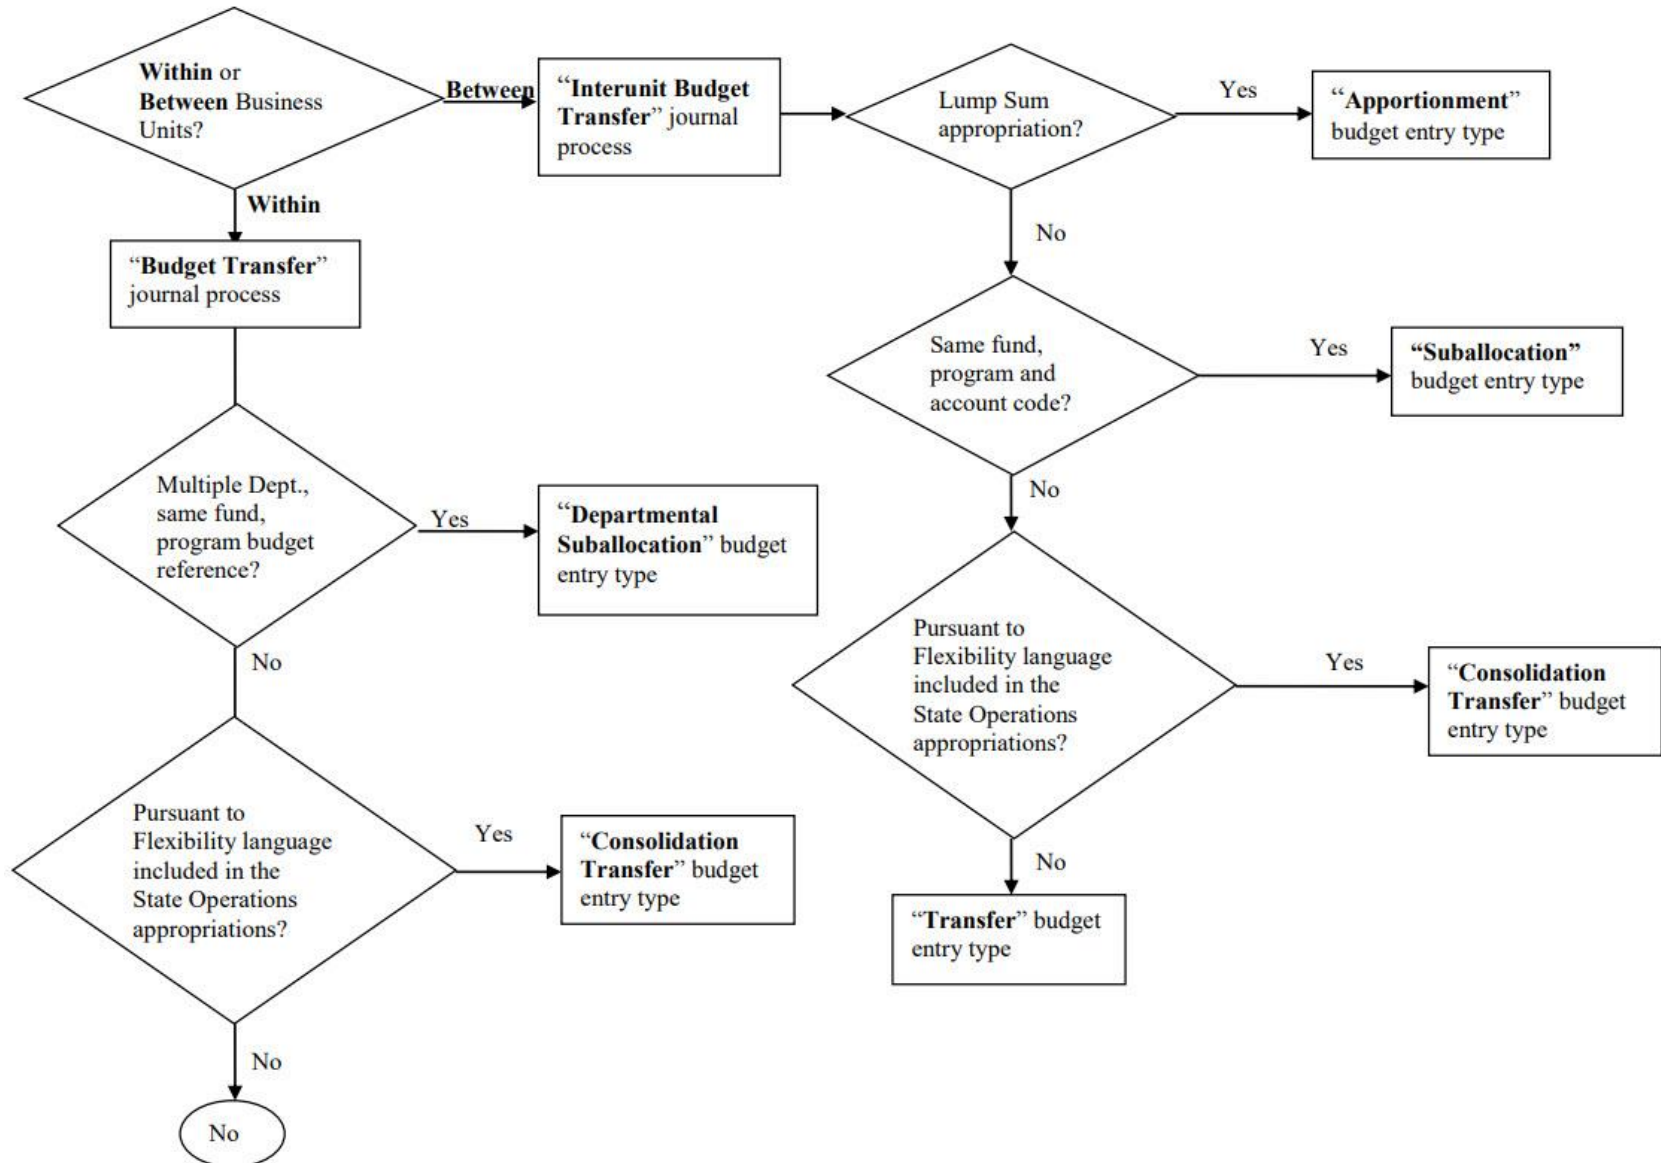 Within or
Between Business
Units?
Between
“Interunit Budget
Transfer” journal
process
Lump Sum
appropriation?
Yes
“Apportionment”
budget entry type
Within
No
“Budget Transfer”
journal process
Same fund,
program and
account code?
Yes
“Suballocation”
budget entry type
Multiple Dept.,
same fund,
program budget
reference?
Yes
“Departmental
Suballocation” budget
entry type
No
Pursuant to
Flexibility language
included in the
State Operations
appropriations?
Yes
“Consolidation
Transfer” budget
entry type
No
Pursuant to
Flexibility language
included in the
State Operations
appropriations?
Yes
“Consolidation
Transfer” budget
entry type
No
“Transfer” budget
entry type
No
No